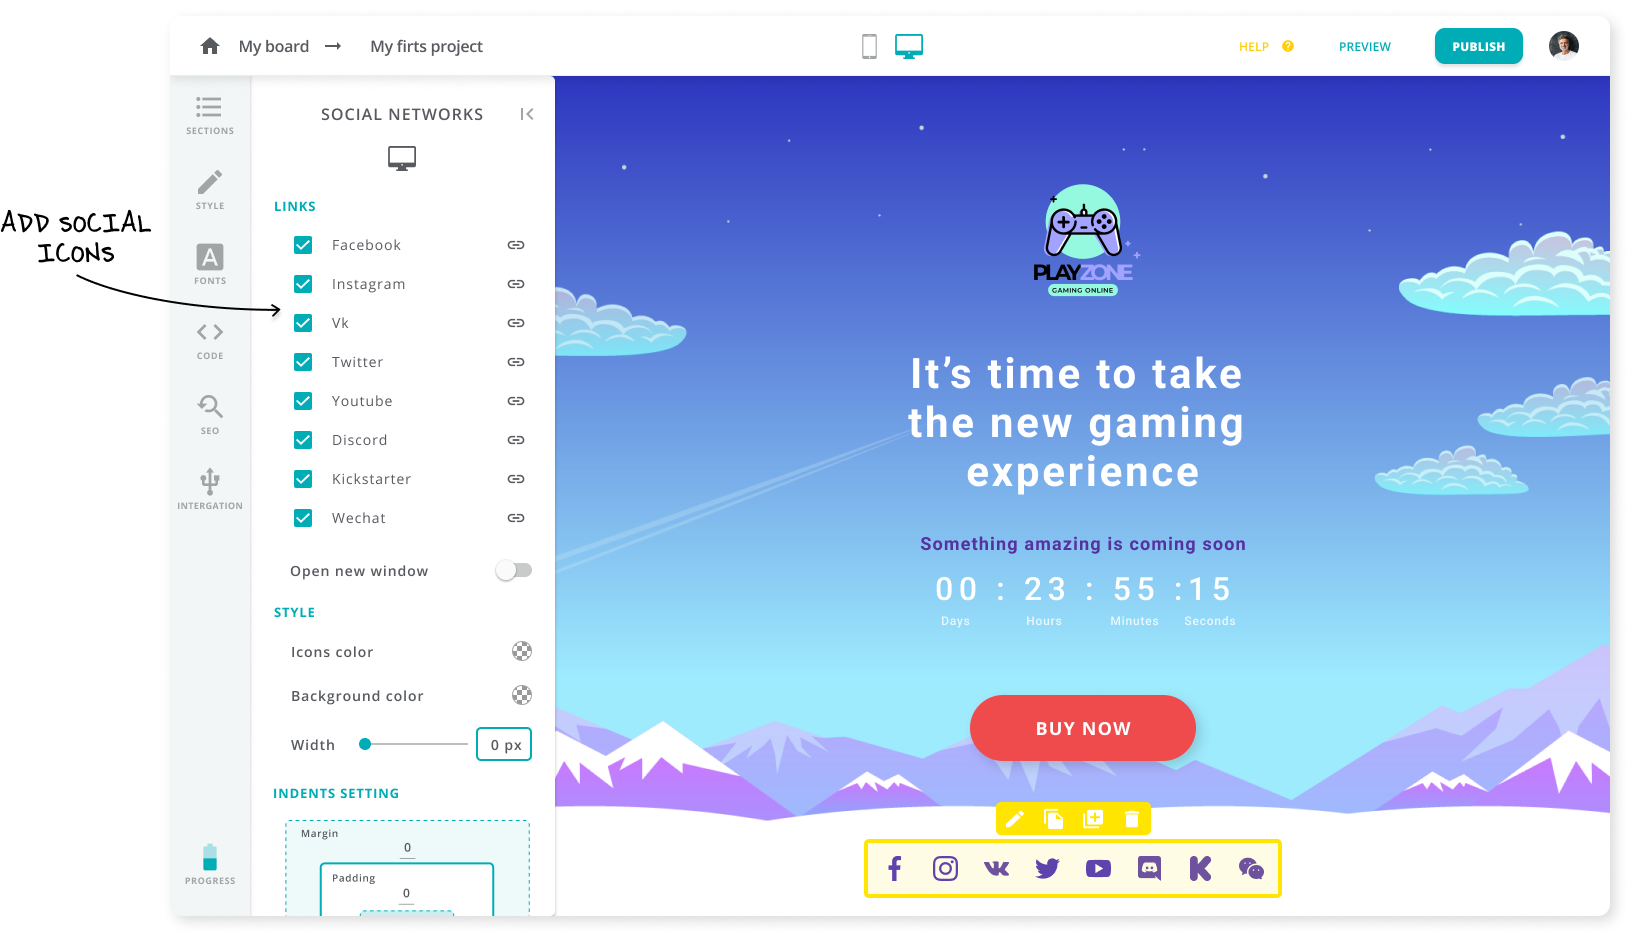 My board → My firts project
HELP
PREVIEW
PUBLISH
SECTIONS
STYLE
FONTS
CODE
SEO
INTERGATION
PROGRESS
ADD SOCIAL
ICONS
SOCIAL NETWORKS
LINKS
Facebook
Instagram
Vk
Twitter
Youtube
Discord
Kickstarter
Wechat
Open new window
STYLE
Icons color
Background color
Width 0 px
INDENTS SETTING
Margin
0
Padding
0
PLAYZONE
GAMING ONLINE
It’s time to take
the new gaming
experience
Something amazing is coming soon
00 : 23 : 55 :15
Days Hours Minutes Seconds
BUY NOW